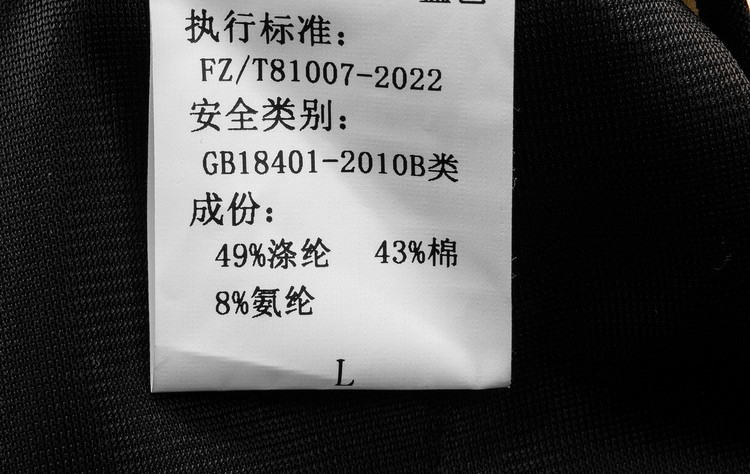 执行标准：
FZ/T81007-2022
安全类别：
GB18401-2010B类
成份：
49%涤纶 43%棉
8%氨纶
L